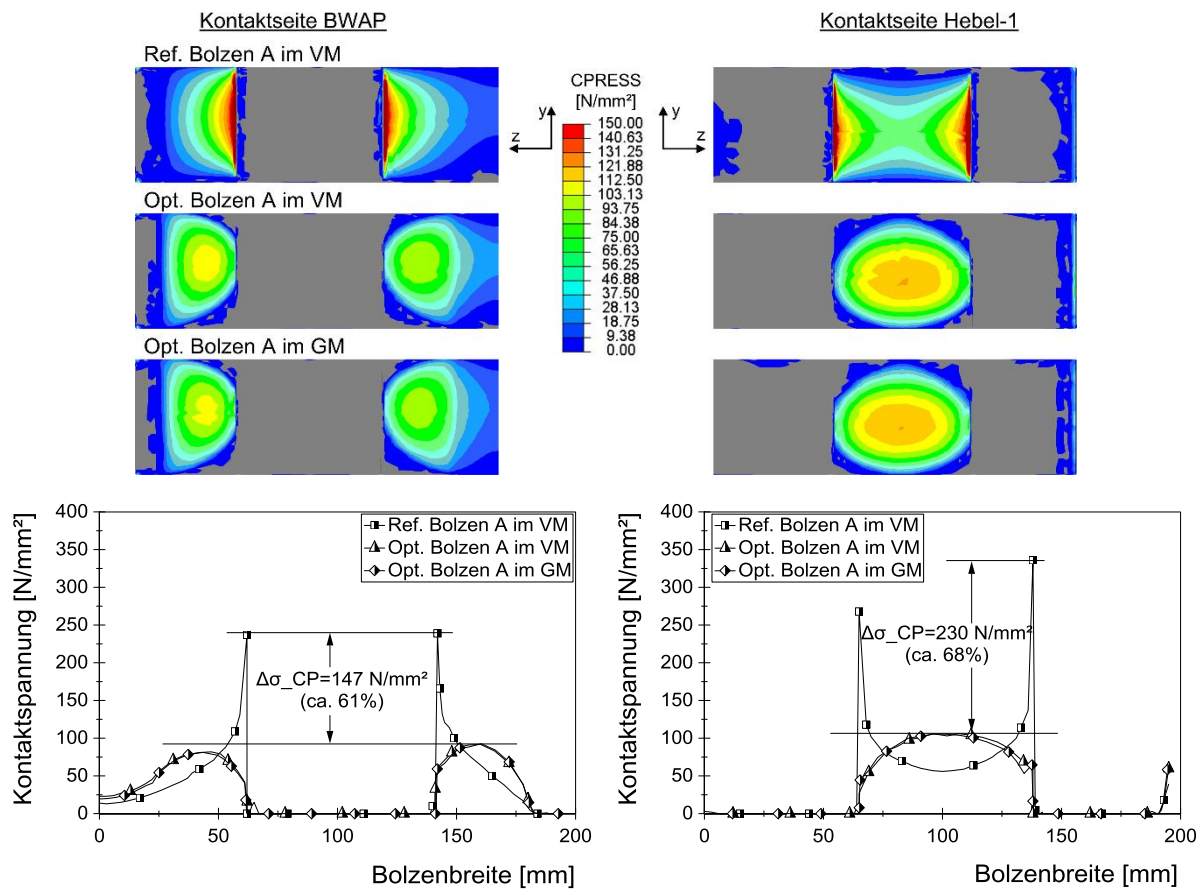 Kontaktseite BWAP
Kontaktseite Hebel-1
Ref. Bolzen A im VM
CPRESS
[N/mm²]
150.00
140.63
131.25
121.88
112.50
103.13
93.75
84.38
75.00
65.63
56.25
46.88
37.50
28.13
18.75
9.38
0.00
y
z
y
z
Opt. Bolzen A im VM
Opt. Bolzen A im GM
Kontaktspannung [N/mm²]
400
350
300
250
200
150
100
50
0
Ref. Bolzen A im VM
Opt. Bolzen A im VM
Opt. Bolzen A im GM
Δσ_CP=147 N/mm²
(ca. 61%)
0
50
100
150
200
Bolzenbreite [mm]
Kontaktspannung [N/mm²]
400
350
300
250
200
150
100
50
0
Ref. Bolzen A im VM
Opt. Bolzen A im VM
Opt. Bolzen A im GM
Δσ_CP=230 N/mm²
(ca. 68%)
0
50
100
150
200
Bolzenbreite [mm]